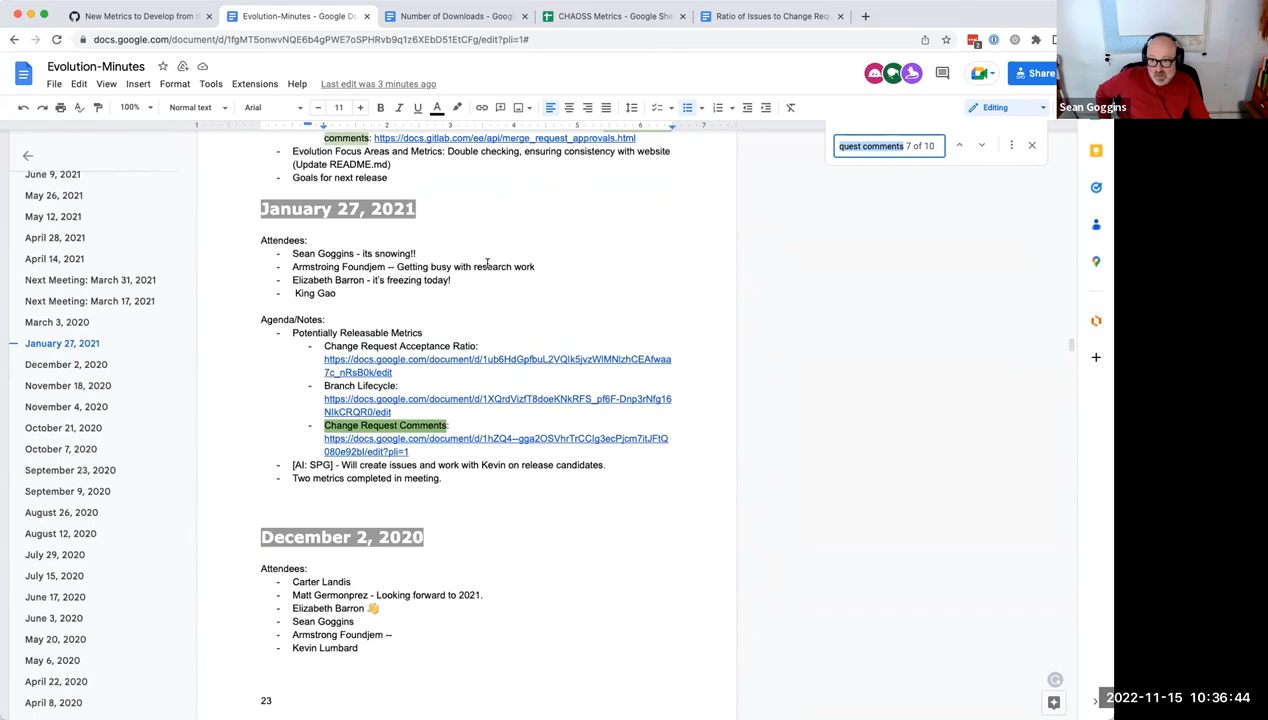 New Metrics to Develop from t
Evolution-Minutes - Google Do
Number of Downloads - Googl
CHAOSS Metrics - Google She
Ratio of Issues to Change Req
docs.google.com/document/d/1fgMT5onwvNQE6b4gPWE7oSPHRvb9q1z6XEbD51EtCFg/edit?pli=1#
Evolution-Minutes
File Edit View Insert Format Tools Extensions Help Last edit was 3 minutes ago
Share
Sean Goggins
100% Normal text Arial 11 Editing
quest comments 7 of 10
June 9, 2021
May 26, 2021
May 12, 2021
April 28, 2021
April 14, 2021
Next Meeting: March 31, 2021
Next Meeting: March 17, 2021
March 3, 2020
January 27, 2021
December 2, 2020
November 18, 2020
November 4, 2020
October 21, 2020
October 7, 2020
September 23, 2020
September 9, 2020
August 26, 2020
August 12, 2020
July 29, 2020
July 15, 2020
June 17, 2020
June 3, 2020
May 20, 2020
May 6, 2020
April 22, 2020
April 8, 2020
comments: https://docs.gitlab.com/ee/api/merge_request_approvals.html
- Evolution Focus Areas and Metrics: Double checking, ensuring consistency with website
(Update README.md)
- Goals for next release
January 27, 2021
Attendees:
- Sean Goggins - its snowing!!
- Armstroing Foundjem -- Getting busy with research work
- Elizabeth Barron - it's freezing today!
- King Gao
Agenda/Notes:
- Potentially Releasable Metrics
- Change Request Acceptance Ratio:
https://docs.google.com/document/d/1ub6HdGpfbuL2VQIk5jvzWlMNlzhCEAfwaa
7c_nRsB0k/edit
- Branch Lifecycle:
https://docs.google.com/document/d/1XQrdVizfT8doeKNkRFS_pf6F-Dnp3rNfg16
NIkCRQR0/edit
- Change Request Comments:
https://docs.google.com/document/d/1hZQ4--gga2OSVhrTrCClg3ecPjcm7itJFtQ
080e92bI/edit?pli=1
- [AI: SPG] - Will create issues and work with Kevin on release candidates.
- Two metrics completed in meeting.
December 2, 2020
Attendees:
- Carter Landis
- Matt Germonprez - Looking forward to 2021.
- Elizabeth Barron 👋
- Sean Goggins
- Armstrong Foundjem --
- Kevin Lumbard
23
2022-11-15 10:36:44